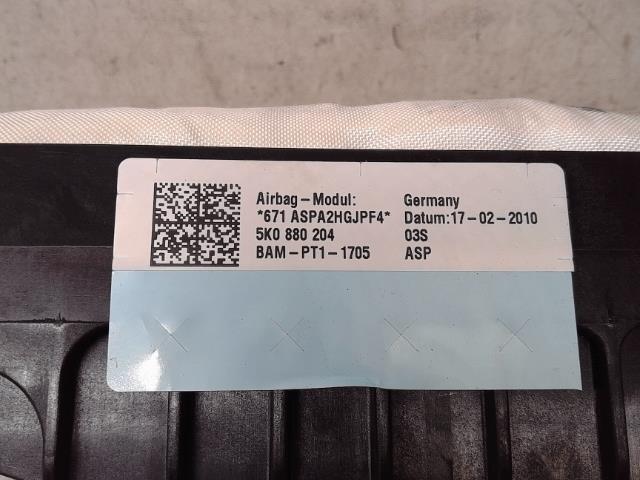 Airbag-Modul: Germany
*671 ASPA2HGJPF4* Datum:17-02-2010
5K0 880 204 03S
BAM-PT1-1705 ASP